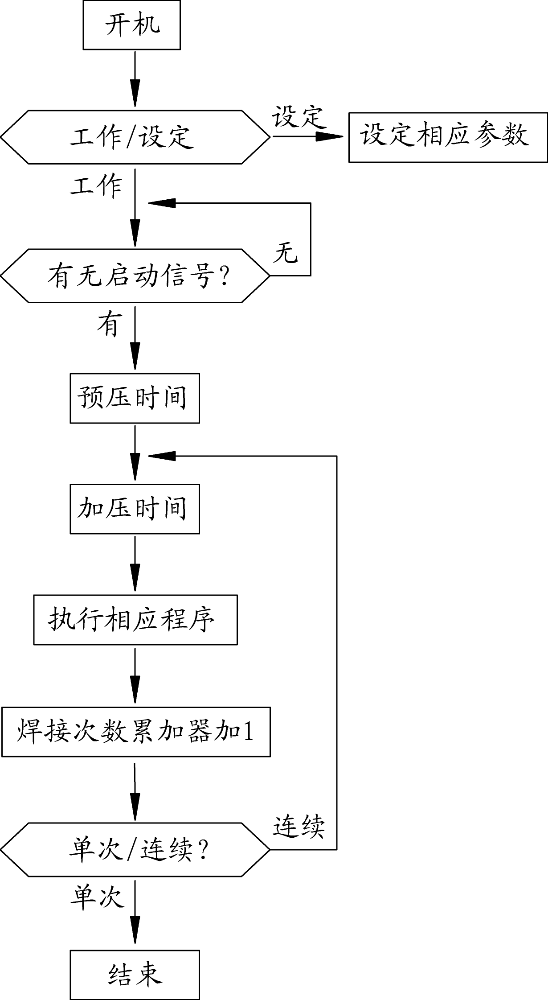 开机
工作/设定
设定
设定相应参数
工作
无
有无启动信号?
有
预压时间
加压时间
执行相应程序
焊接次数累加器加1
连续
单次/连续?
单次
结束